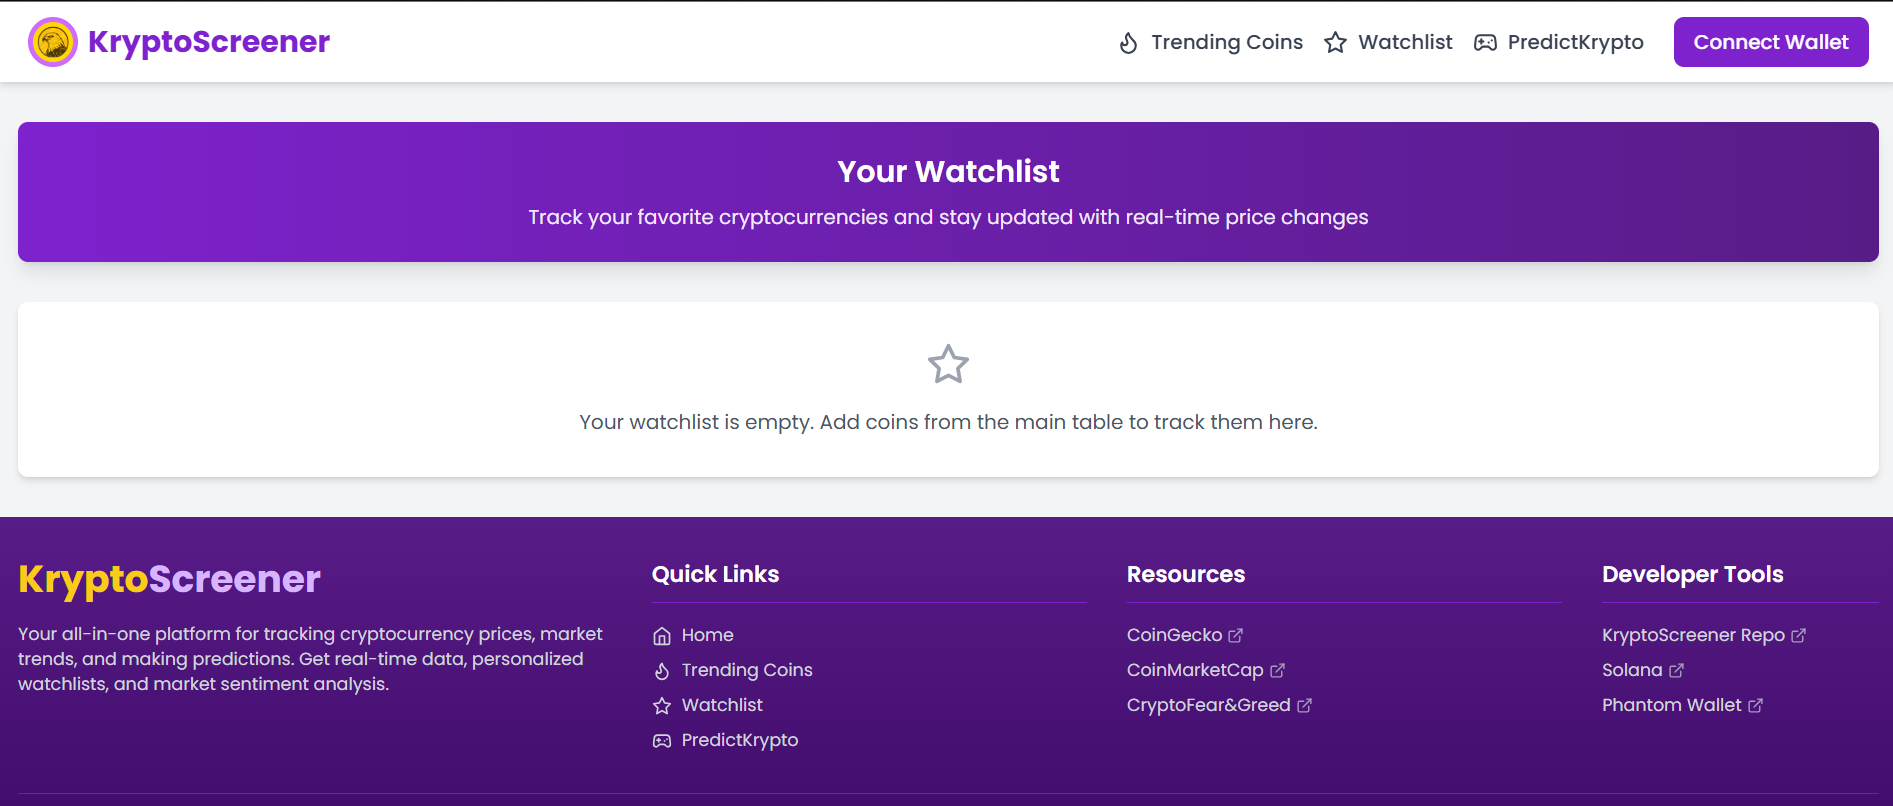 KryptoScreener
Trending Coins
Watchlist
PredictKrypto
Connect Wallet
Your Watchlist
Track your favorite cryptocurrencies and stay updated with real-time price changes
Your watchlist is empty. Add coins from the main table to track them here.
KryptoScreener
Your all-in-one platform for tracking cryptocurrency prices, market
trends, and making predictions. Get real-time data, personalized
watchlists, and market sentiment analysis.
Quick Links
Home
Trending Coins
Watchlist
PredictKrypto
Resources
CoinGecko
CoinMarketCap
CryptoFear&Greed
Developer Tools
KryptoScreener Repo
Solana
Phantom Wallet